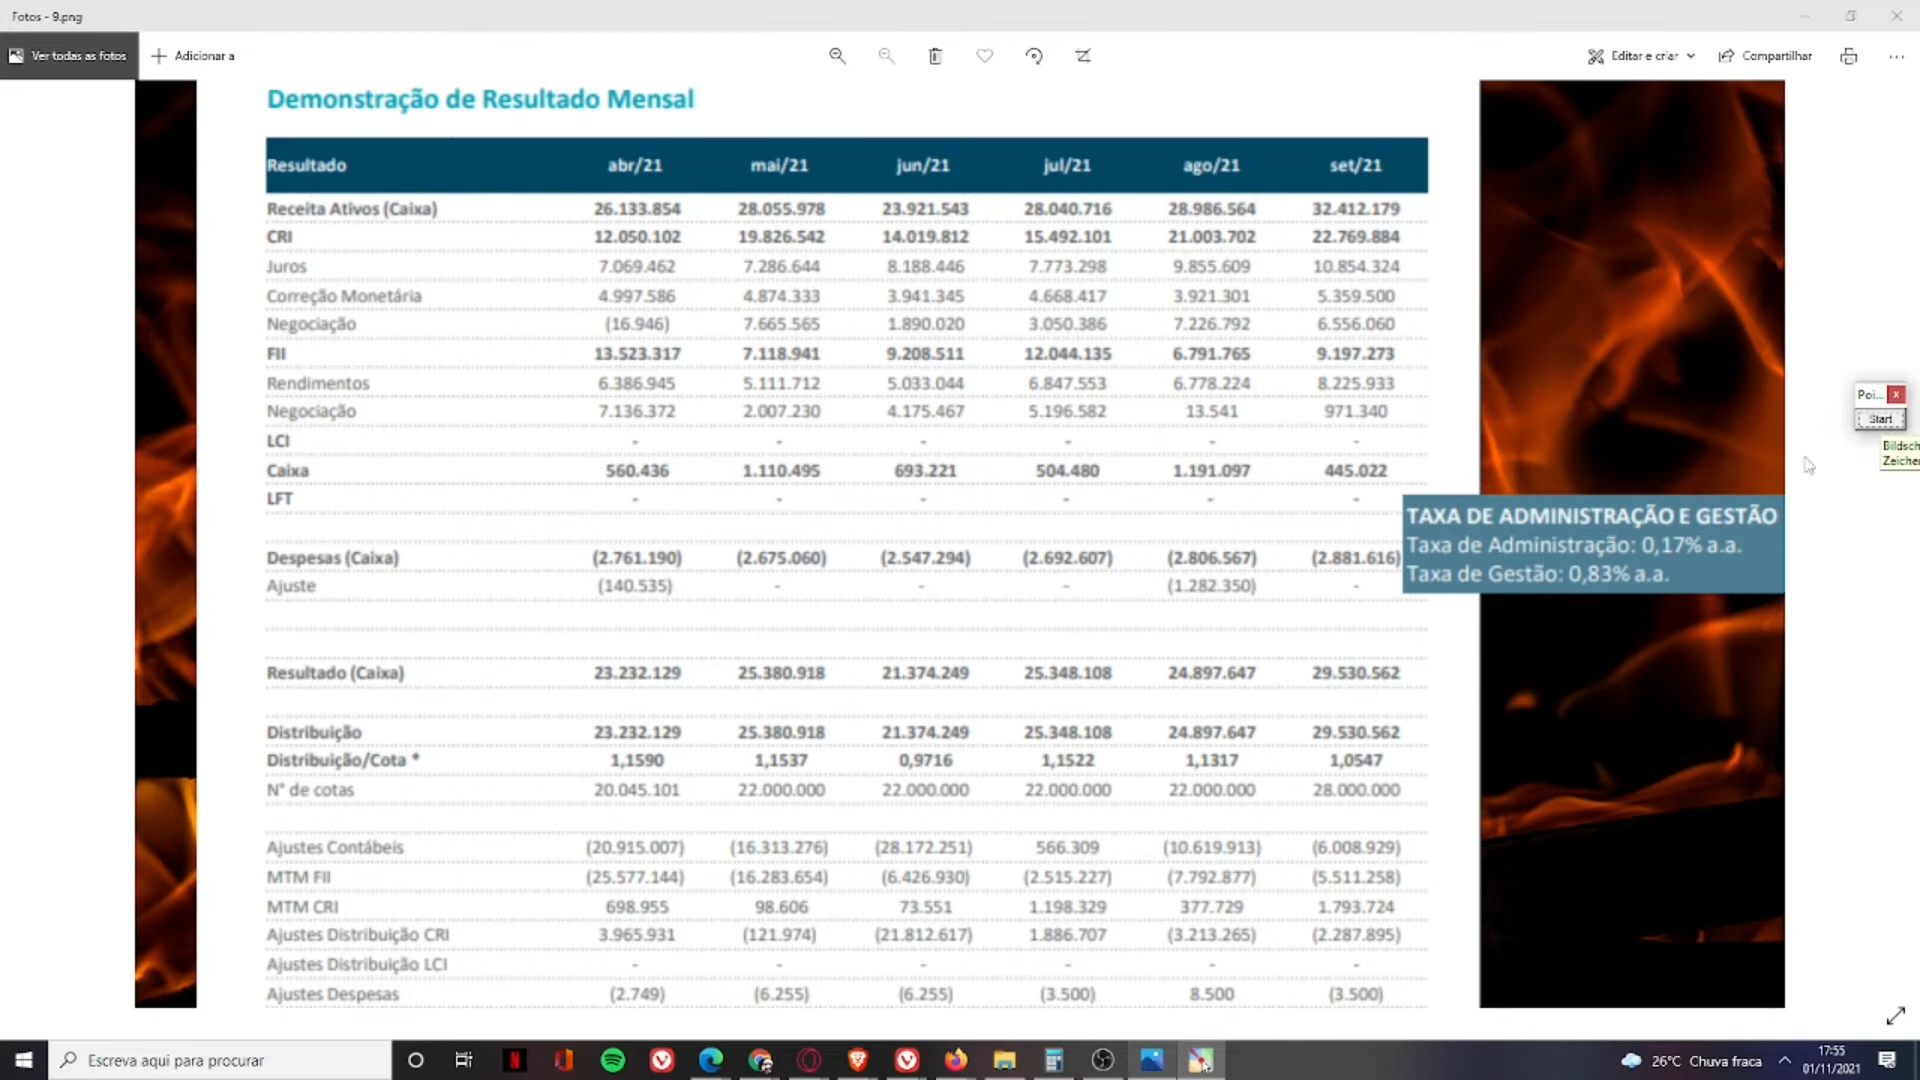 Fotos - 9.png
Ver todas as fotos
Adicionar a
Editar e criar
Compartilhar
Demonstração de Resultado Mensal
Resultado abr/21 mai/21 jun/21 jul/21 ago/21 set/21
Receita Ativos (Caixa) 26.133.854 28.055.978 23.921.543 28.040.716 28.986.564 32.412.179
CRI 12.050.102 19.826.542 14.019.812 15.492.101 21.003.702 22.769.884
Juros 7.069.462 7.286.644 8.188.446 7.773.298 9.855.609 10.854.324
Correção Monetária 4.997.586 4.874.333 3.941.345 4.668.417 3.921.301 5.359.500
Negociação (16.946) 7.665.565 1.890.020 3.050.386 7.226.792 6.556.060
FII 13.523.317 7.118.941 9.208.511 12.044.135 6.791.765 9.197.273
Rendimentos 6.386.945 5.111.712 5.033.044 6.847.553 6.778.224 8.225.933
Negociação 7.136.372 2.007.230 4.175.467 5.196.582 13.541 971.340
LCI - - - - - -
Caixa 560.436 1.110.495 693.221 504.480 1.191.097 445.022
LFT - - - - - -
Despesas (Caixa) (2.761.190) (2.675.060) (2.547.294) (2.692.607) (2.806.567) (2.881.616)
Ajuste (140.535) - - - (1.282.350) -
Resultado (Caixa) 23.232.129 25.380.918 21.374.249 25.348.108 24.897.647 29.530.562
Distribuição 23.232.129 25.380.918 21.374.249 25.348.108 24.897.647 29.530.562
Distribuição/Cota * 1,1590 1,1537 0,9716 1,1522 1,1317 1,0547
N° de cotas 20.045.101 22.000.000 22.000.000 22.000.000 22.000.000 28.000.000
Ajustes Contábeis (20.915.007) (16.313.276) (28.172.251) 566.309 (10.619.913) (6.008.929)
MTM FII (25.577.144) (16.283.654) (6.426.930) (2.515.227) (7.792.877) (5.511.258)
MTM CRI 698.955 98.606 73.551 1.198.329 377.729 1.793.724
Ajustes Distribuição CRI 3.965.931 (121.974) (21.812.617) 1.886.707 (3.213.265) (2.287.895)
Ajustes Distribuição LCI - - - - - -
Ajustes Despesas (2.749) (6.255) (6.255) (3.500) 8.500 (3.500)
TAXA DE ADMINISTRAÇÃO E GESTÃO
Taxa de Administração: 0,17% a.a.
Taxa de Gestão: 0,83% a.a.
Poi...
Start
Bildsch
Zeicher
Escreva aqui para procurar
26°C Chuva fraca
17:55
01/11/2021